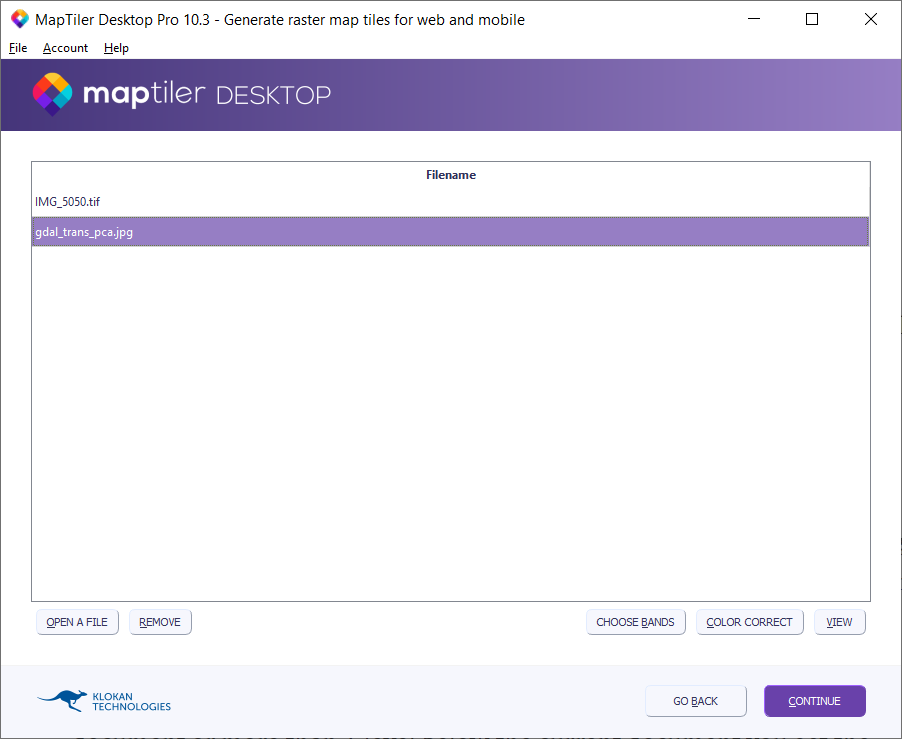 MapTiler Desktop Pro 10.3 - Generate raster map tiles for web and mobile
File Account Help
maptiler DESKTOP
Filename
IMG_5050.tif
gdal_trans_pca.jpg
OPEN A FILE REMOVE CHOOSE BANDS COLOR CORRECT VIEW
KLOKAN
TECHNOLOGIES
GO BACK CONTINUE